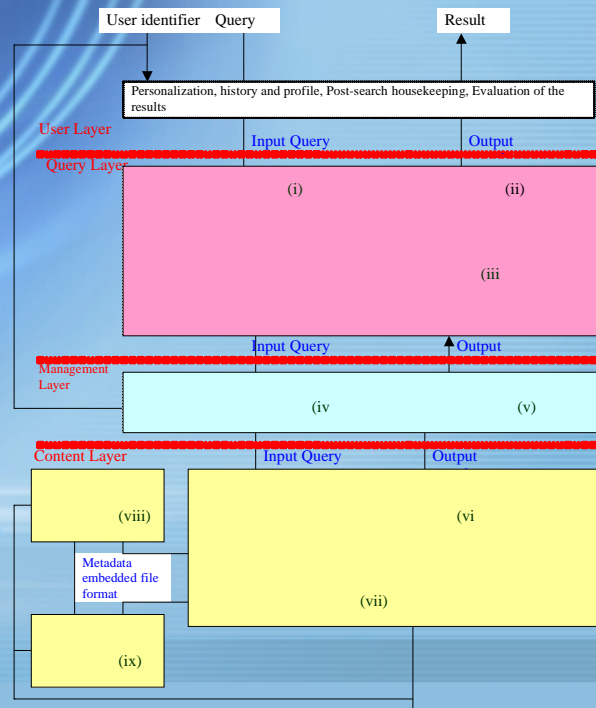 User identifier Query Result
Personalization, history and profile, Post-search housekeeping, Evaluation of the
results
User Layer
Input Query Output
Query Layer
(i) (ii)
(iii
Input Query Output
Management
Layer
(iv (v)
Content Layer
Input Query Output
(viii) (vi
Metadata
embedded file
format
(vii)
(ix)